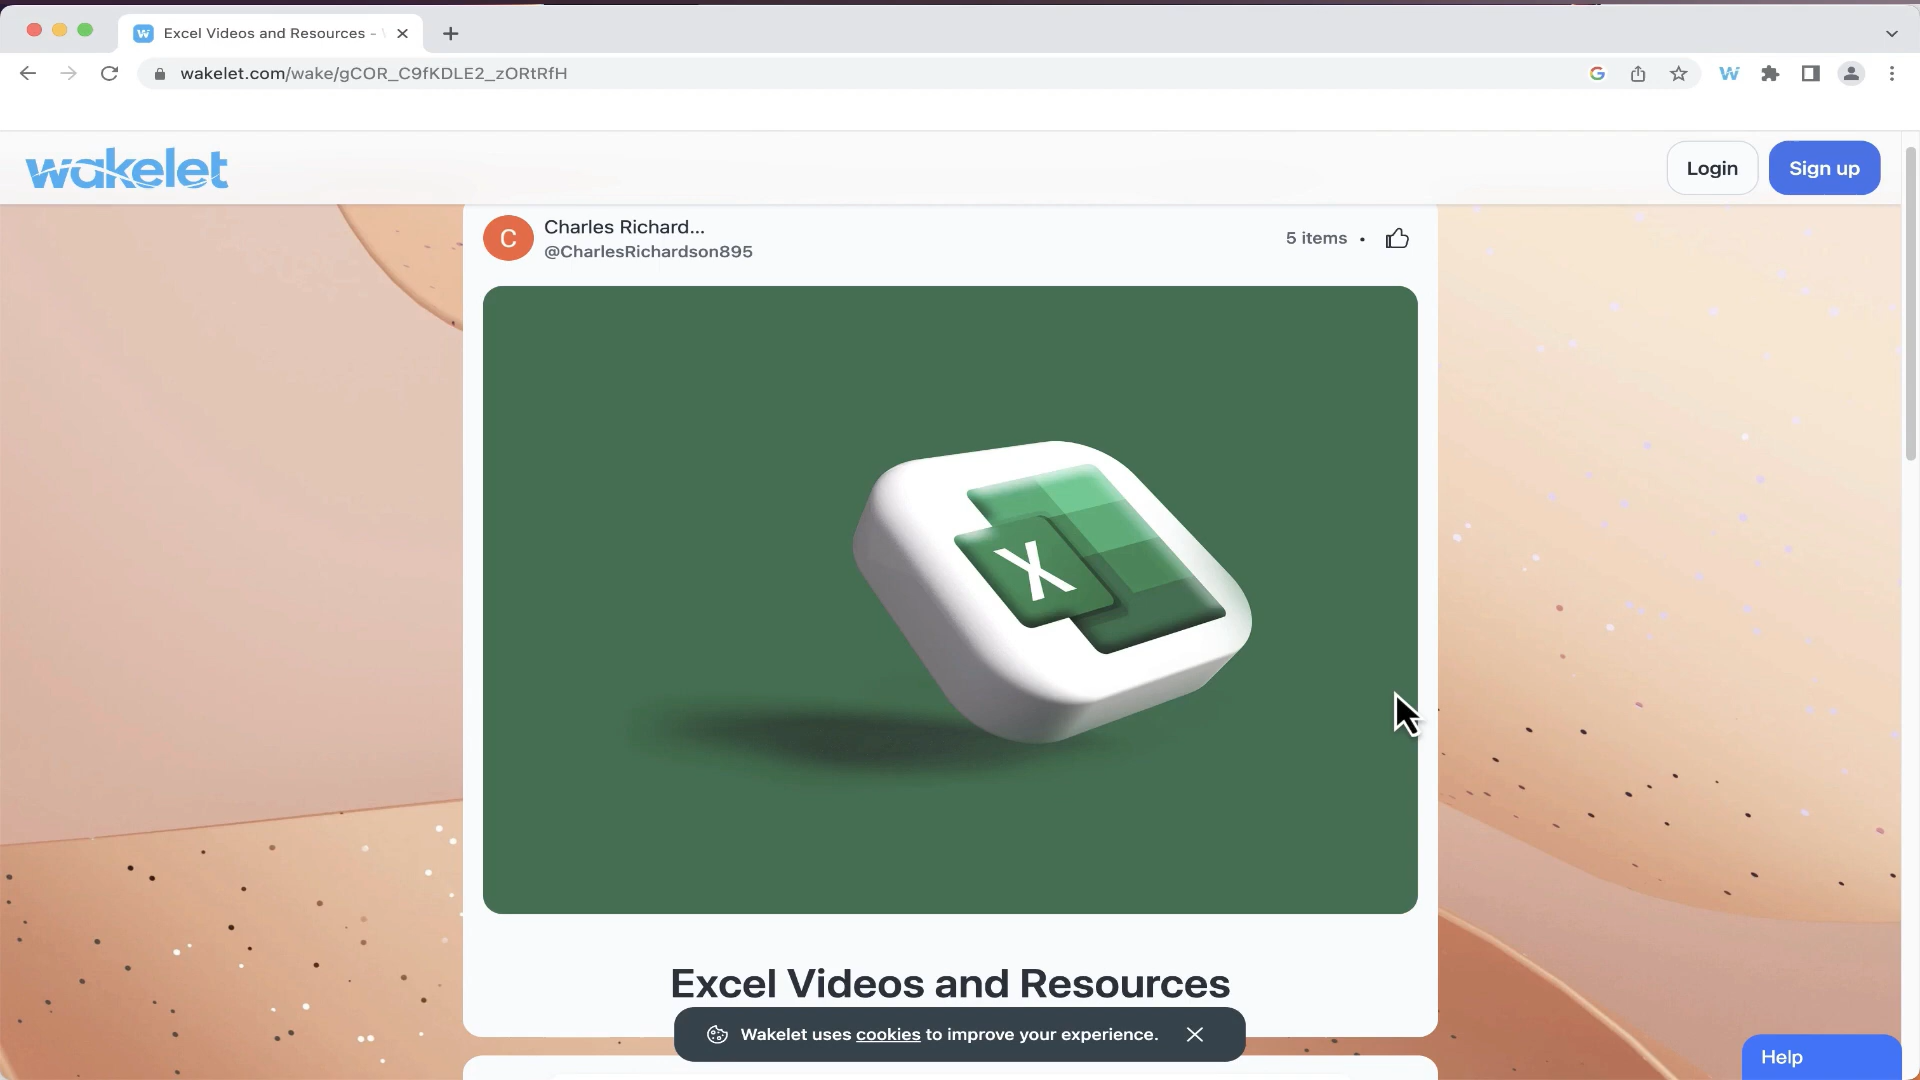 Excel Videos and Resources -
wakelet.com/wake/gCOR_C9fKDLE2_zORtRfH
wakelet
Login
Sign up
C
Charles Richard...
@CharlesRichardson895
5 items •
X
Excel Videos and Resources
Wakelet uses cookies to improve your experience.
Help